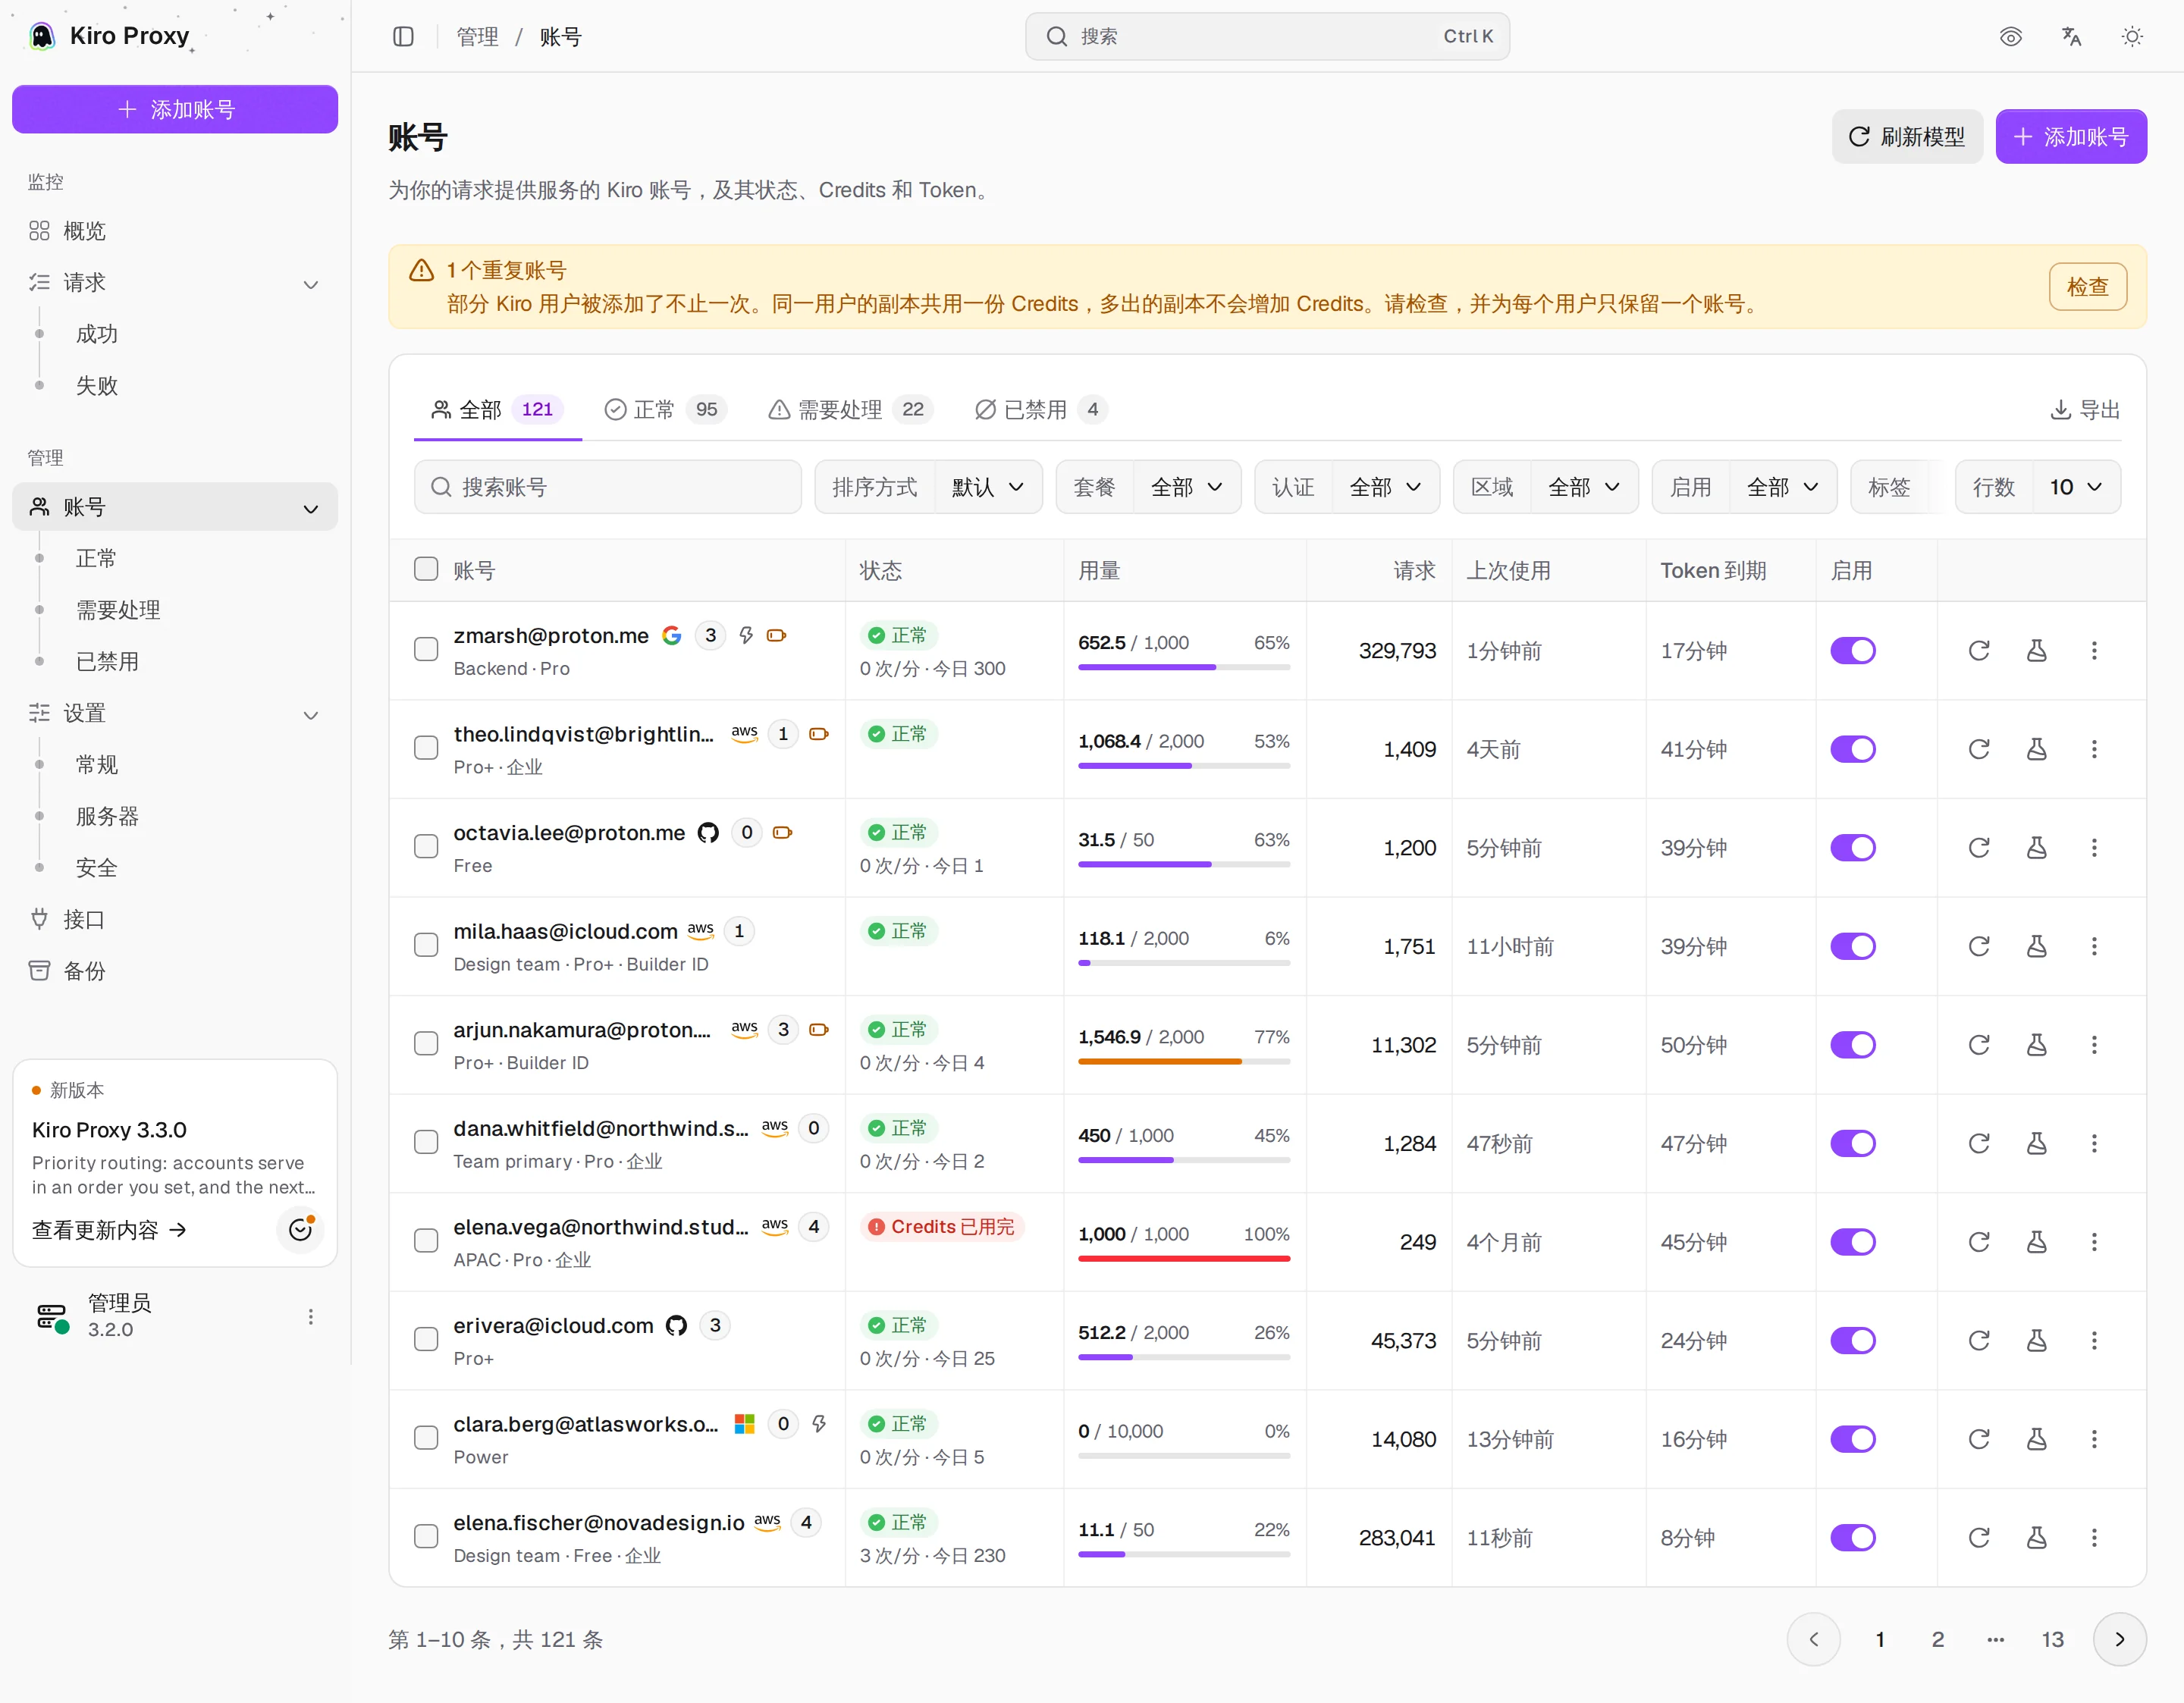 Kiro Proxy
添加账号
监控
概览
请求
成功
失败
管理
账号
正常
需要处理
已禁用
设置
常规
服务器
安全
接口
备份
新版本
Kiro Proxy 3.3.0
Priority routing: accounts serve
in an order you set, and the next...
查看更新内容
管理员
3.2.0
管理 / 账号
搜索 Ctrl K
账号
刷新模型
添加账号
为你的请求提供服务的 Kiro 账号，及其状态、Credits 和 Token。
1 个重复账号
部分 Kiro 用户被添加了不止一次。同一用户的副本共用一份 Credits，多出的副本不会增加 Credits。请检查，并为每个用户只保留一个账号。
检查
全部 121 正常 95 需要处理 22 已禁用 4 导出
搜索账号 排序方式 默认 套餐 全部 认证 全部 区域 全部 启用 全部 标签 行数 10
账号 状态 用量 请求 上次使用 Token 到期 启用
zmarsh@proton.me 3 正常 652.5 / 1,000 65% 329,793 1分钟前 17分钟
Backend · Pro 0 次/分 · 今日 300
theo.lindqvist@brightlin... aws 1 正常 1,068.4 / 2,000 53% 1,409 4天前 41分钟
Pro+ · 企业
octavia.lee@proton.me 0 正常 31.5 / 50 63% 1,200 5分钟前 39分钟
Free 0 次/分 · 今日 1
mila.haas@icloud.com aws 1 正常 118.1 / 2,000 6% 1,751 11小时前 39分钟
Design team · Pro+ · Builder ID
arjun.nakamura@proton.... aws 3 正常 1,546.9 / 2,000 77% 11,302 5分钟前 50分钟
Pro+ · Builder ID 0 次/分 · 今日 4
dana.whitfield@northwind.s... aws 0 正常 450 / 1,000 45% 1,284 47秒前 47分钟
Team primary · Pro · 企业 0 次/分 · 今日 2
elena.vega@northwind.stud... aws 4 Credits 已用完 1,000 / 1,000 100% 249 4个月前 45分钟
APAC · Pro · 企业
erivera@icloud.com 3 正常 512.2 / 2,000 26% 45,373 5分钟前 24分钟
Pro+ 0 次/分 · 今日 25
clara.berg@atlasworks.o... 0 正常 0 / 10,000 0% 14,080 13分钟前 16分钟
Power 0 次/分 · 今日 5
elena.fischer@novadesign.io aws 4 正常 11.1 / 50 22% 283,041 11秒前 8分钟
Design team · Free · 企业 3 次/分 · 今日 230
第 1–10 条，共 121 条
1 2 ... 13